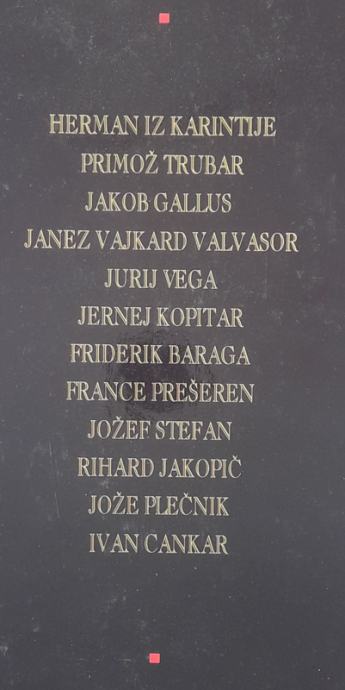 HERMAN IZ KARINTIJE
PRIMOŽ TRUBAR
JAKOB GALLUS
JANEZ VAJKARD VALVASOR
JURIJ VEGA
JERNEJ KOPITAR
FRIDERIK BARAGA
FRANCE PREŠEREN
JOŽEF STEFAN
RIHARD JAKOPIČ
JOŽE PLEČNIK
IVAN CANKAR